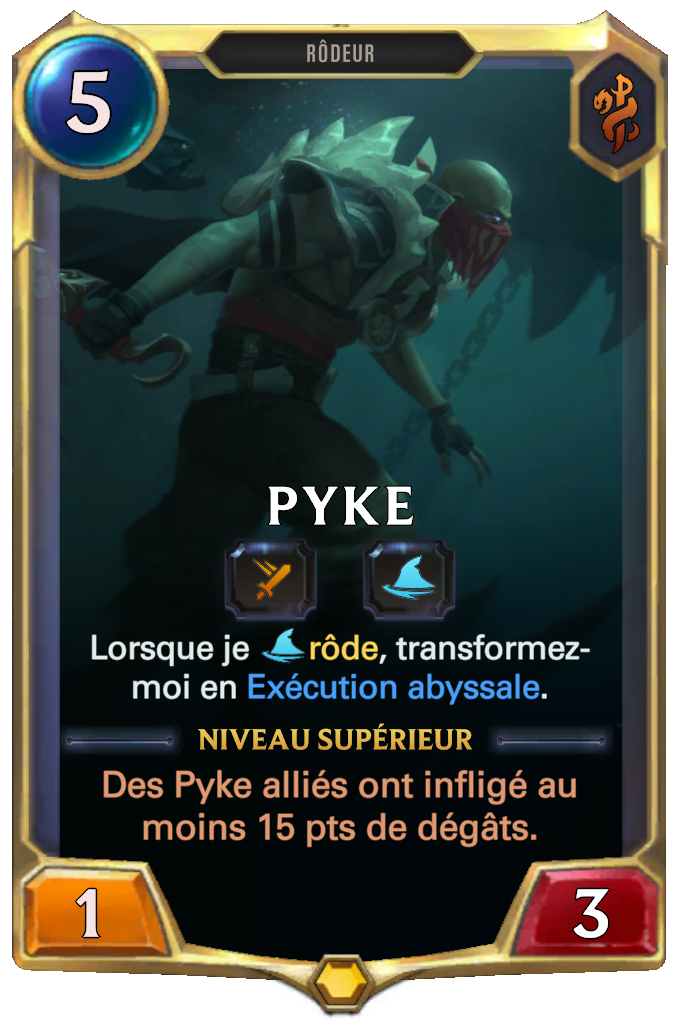 RÔDEUR
5
PYKE
Lorsque je rôde, transformez-
moi en Exécution abyssale.
NIVEAU SUPÉRIEUR
Des Pyke alliés ont infligé au
moins 15 pts de dégâts.
1
3